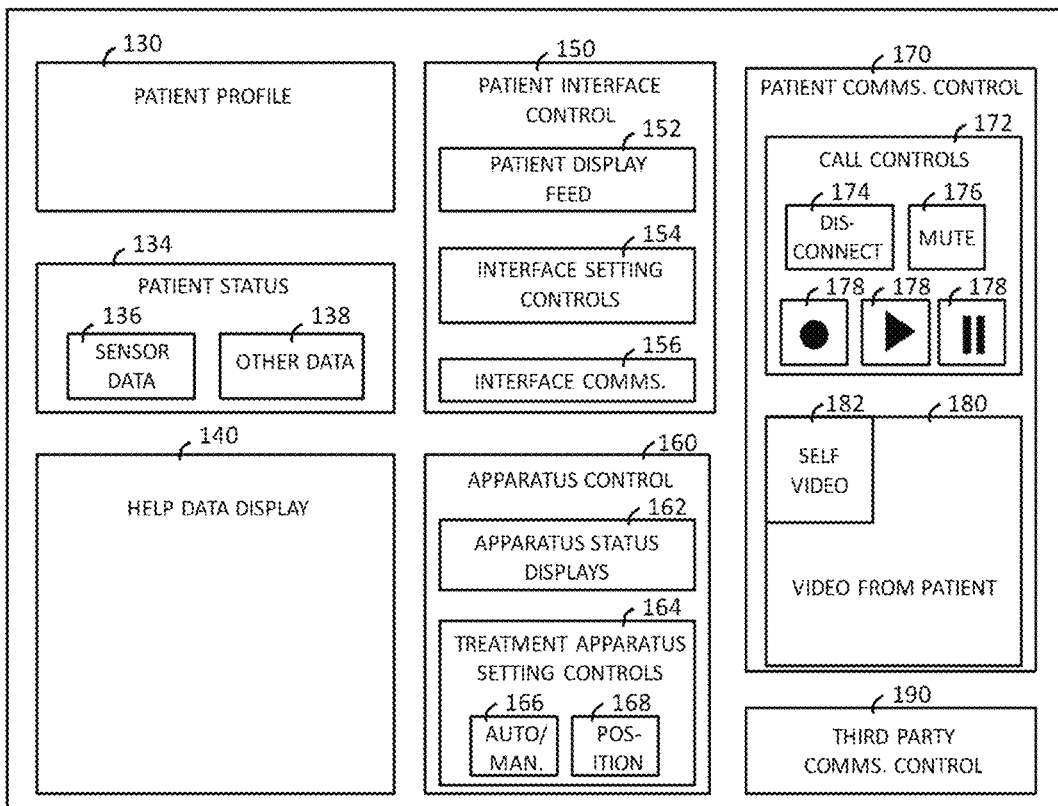 130
PATIENT PROFILE
134
PATIENT STATUS
136
SENSOR
DATA
138
OTHER DATA
140
HELP DATA DISPLAY
150
PATIENT INTERFACE
CONTROL
152
PATIENT DISPLAY
FEED
154
INTERFACE SETTING
CONTROLS
156
INTERFACE COMMS.
160
APPARATUS CONTROL
162
APPARATUS STATUS
DISPLAYS
164
TREATMENT APPARATUS
SETTING CONTROLS
166
AUTO/
MAN.
168
POS-
ITION
170
PATIENT COMMS. CONTROL
172
CALL CONTROLS
174
DIS-
CONNECT
176
MUTE
178
178
178
182
SELF
VIDEO
180
VIDEO FROM PATIENT
190
THIRD PARTY
COMMS. CONTROL